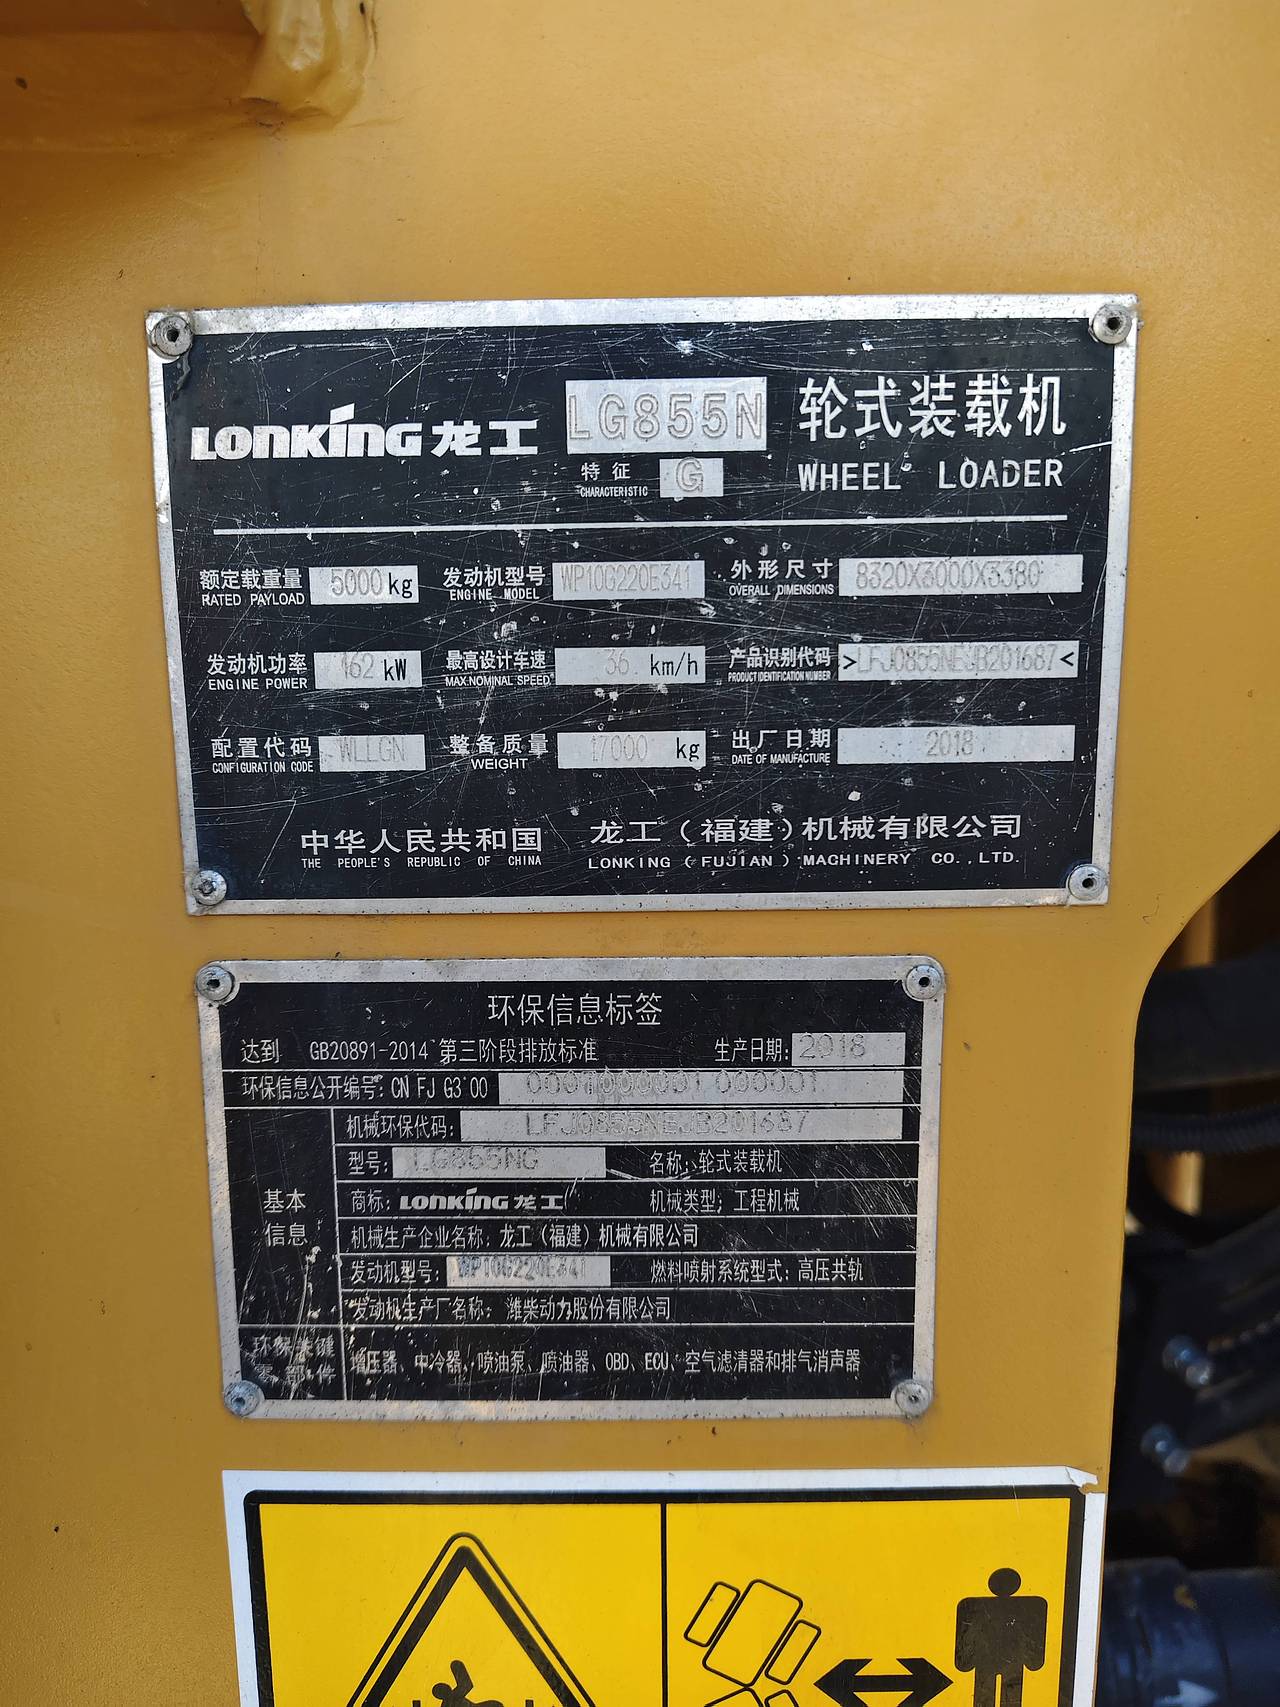 LONKING 龙工 LG855N 轮式装载机
特征 CHARACTERISTIC G WHEEL LOADER
额定载重量 RATED PAYLOAD 5000 kg 发动机型号 ENGINE MODEL WP10G220E341 外形尺寸 OVERALL DIMENSIONS 8320X3000X3380
发动机功率 ENGINE POWER 162 kW 最高设计车速 MAX.NOMINAL SPEED 36 km/h 产品识别代码 PRODUCT IDENTIFICATION NUMBER >LFJ0855NEJB201687<
配置代码 CONFIGURATION CODE WLLGN 整备质量 WEIGHT 17000 kg 出厂日期 DATE OF MANUFACTURE 2018
中华人民共和国 龙工（福建）机械有限公司
THE PEOPLE'S REPUBLIC OF CHINA LONKING (FUJIAN) MACHINERY CO.,LTD.
环保信息标签
达到 GB20891-2014 第三阶段排放标准 生产日期: 2018
环保信息公开编号: CN FJ G3 00 0007000001 000001
机械环保代码: LFJ0855NEJB201687
型号: LG855NG 名称: 轮式装载机
基本信息
商标: LONKING 龙工 机械类型: 工程机械
机械生产企业名称: 龙工（福建）机械有限公司
发动机型号: WP10G220E341 燃料喷射系统型式: 高压共轨
发动机生产厂名称: 潍柴动力股份有限公司
环保关键零部件
增压器、中冷器、喷油泵、喷油器、OBD、ECU、空气滤清器和排气消声器